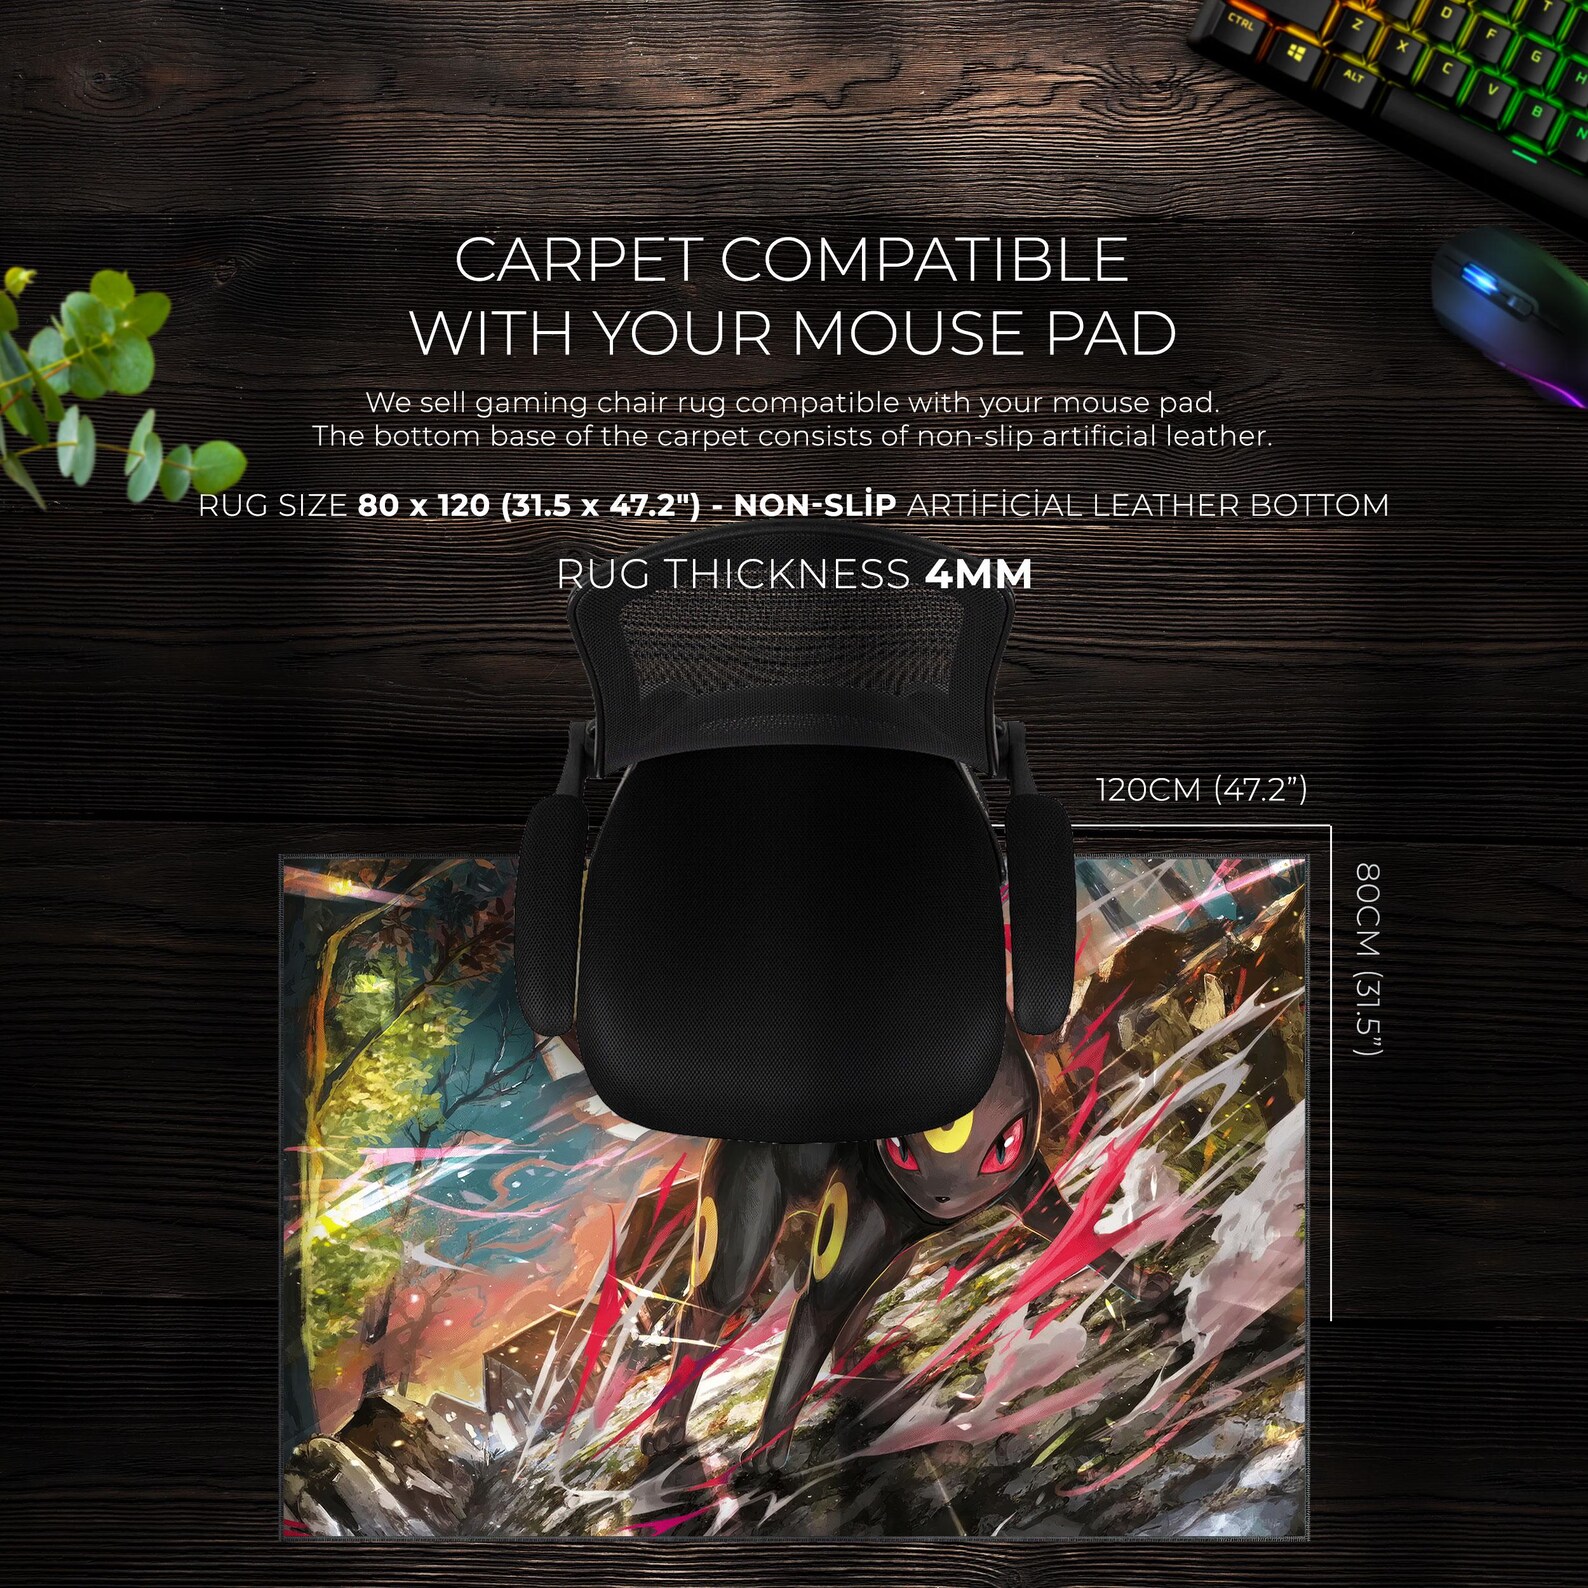 CTRL
ALT
Z
X
C
V
B
N
D
F
G
H
T
CARPET COMPATIBLE
WITH YOUR MOUSE PAD
We sell gaming chair rug compatible with your mouse pad.
The bottom base of the carpet consists of non-slip artificial leather.
RUG SIZE 80 x 120 (31.5 x 47.2") - NON-SLİP ARTİFİCİAL LEATHER BOTTOM
RUG THICKNESS 4MM
120CM (47.2”)
80CM (31.5”)